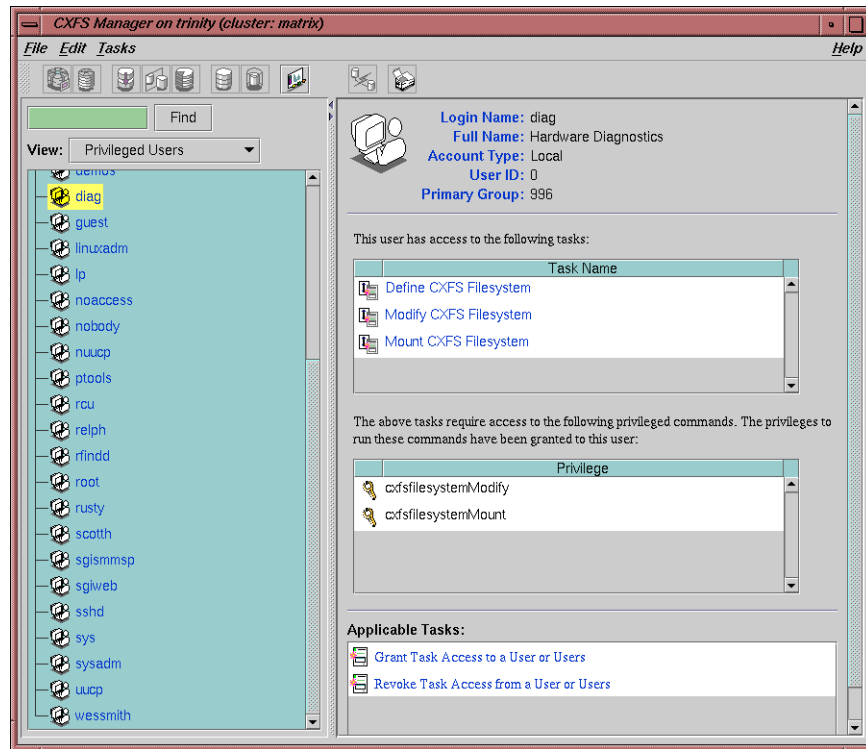 CXFS Manager on trinity (cluster: matrix)
File Edit Tasks Help
Find
View: Privileged Users
demos
diag
guest
linuxadm
lp
noaccess
nobody
nuucp
ptools
rcu
relph
rfindd
root
rusty
scotth
sgismmsp
sgiweb
sshd
sys
sysadm
uucp
wessmith
Login Name: diag
Full Name: Hardware Diagnostics
Account Type: Local
User ID: 0
Primary Group: 996
This user has access to the following tasks:
Task Name
Define CXFS Filesystem
Modify CXFS Filesystem
Mount CXFS Filesystem
The above tasks require access to the following privileged commands. The privileges to
run these commands have been granted to this user:
Privilege
cxfsfilesystemModify
cxfsfilesystemMount
Applicable Tasks:
Grant Task Access to a User or Users
Revoke Task Access from a User or Users